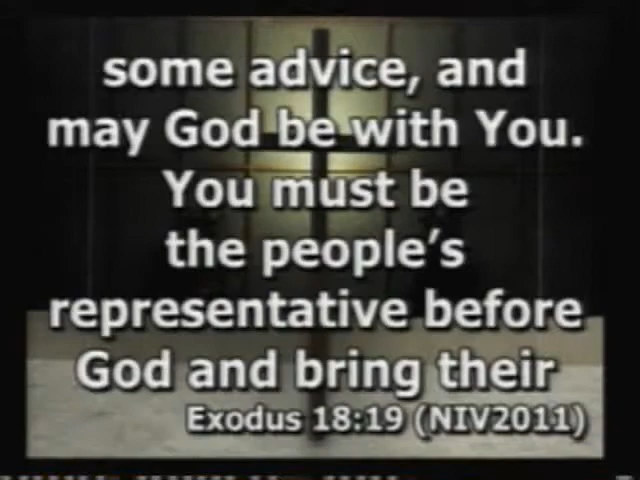 some advice, and
may God be with You.
You must be
the people's
representative before
God and bring their
Exodus 18:19 (NIV2011)